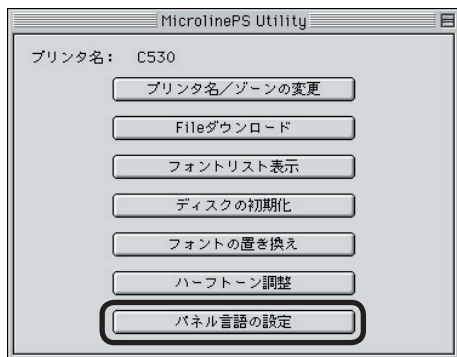 MicrolinePS Utility
プリンタ名： C530
プリンタ名／ゾーンの変更
Fileダウンロード
フォントリスト表示
ディスクの初期化
フォントの置き換え
ハーフトーン調整
パネル言語の設定